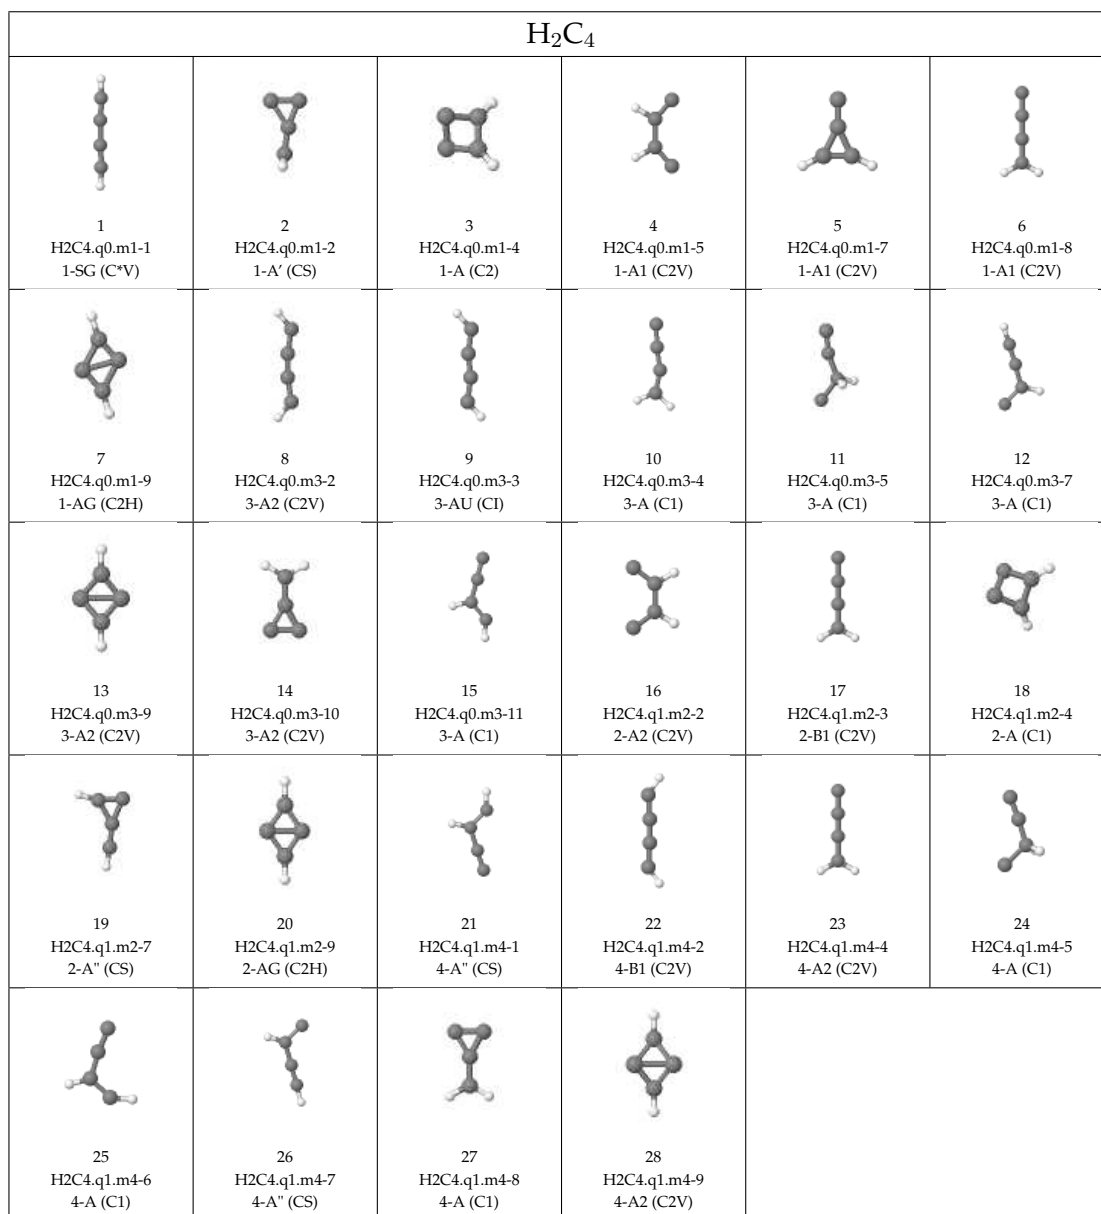 H₂C₄
1
H2C4.q0.m1-1
1-SG (C*V)
2
H2C4.q0.m1-2
1-A' (CS)
3
H2C4.q0.m1-4
1-A (C2)
4
H2C4.q0.m1-5
1-A1 (C2V)
5
H2C4.q0.m1-7
1-A1 (C2V)
6
H2C4.q0.m1-8
1-A1 (C2V)
7
H2C4.q0.m1-9
1-AG (C2H)
8
H2C4.q0.m3-2
3-A2 (C2V)
9
H2C4.q0.m3-3
3-AU (CI)
10
H2C4.q0.m3-4
3-A (C1)
11
H2C4.q0.m3-5
3-A (C1)
12
H2C4.q0.m3-7
3-A (C1)
13
H2C4.q0.m3-9
3-A2 (C2V)
14
H2C4.q0.m3-10
3-A2 (C2V)
15
H2C4.q0.m3-11
3-A (C1)
16
H2C4.q1.m2-2
2-A2 (C2V)
17
H2C4.q1.m2-3
2-B1 (C2V)
18
H2C4.q1.m2-4
2-A (C1)
19
H2C4.q1.m2-7
2-A" (CS)
20
H2C4.q1.m2-9
2-AG (C2H)
21
H2C4.q1.m4-1
4-A" (CS)
22
H2C4.q1.m4-2
4-B1 (C2V)
23
H2C4.q1.m4-4
4-A2 (C2V)
24
H2C4.q1.m4-5
4-A (C1)
25
H2C4.q1.m4-6
4-A (C1)
26
H2C4.q1.m4-7
4-A" (CS)
27
H2C4.q1.m4-8
4-A (C1)
28
H2C4.q1.m4-9
4-A2 (C2V)